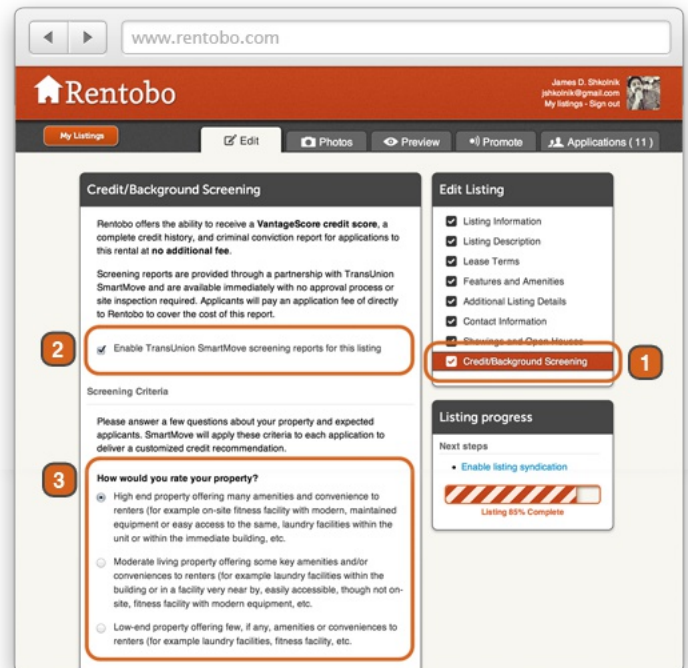 www.rentobo.com
Rentobo
James D. Shkolnik
jshkolnik@gmail.com
My listings - Sign out
My Listings
Edit
Photos
Preview
Promote
Applications ( 11 )
Credit/Background Screening
Rentobo offers the ability to receive a VantageScore credit score, a
complete credit history, and criminal conviction report for applications to
this rental at no additional fee.
Screening reports are provided through a partnership with TransUnion
SmartMove and are available immediately with no approval process or
site inspection required. Applicants will pay an application fee of directly
to Rentobo to cover the cost of this report.
2
Enable TransUnion SmartMove screening reports for this listing
Screening Criteria
Please answer a few questions about your property and expected
applicants. SmartMove will apply these criteria to each application to
deliver a customized credit recommendation.
3
How would you rate your property?
High end property offering many amenities and convenience to
renters (for example on-site fitness facility with modern, maintained
equipment or easy access to the same, laundry facilities within the
unit or within the immediate building, etc.
Moderate living property offering some key amenities and/or
conveniences to renters (for example laundry facilities within the
building or in a facility very near by, easily accessible, though not on-
site, fitness facility with modern equipment, etc.
Low-end property offering few, if any, amenities or conveniences to
renters (for example laundry facilities, fitness facility, etc.
Edit Listing
Listing Information
Listing Description
Lease Terms
Features and Amenities
Additional Listing Details
Contact Information
Showings and Open Houses
Credit/Background Screening
1
Listing progress
Next steps
Enable listing syndication
Listing 85% Complete